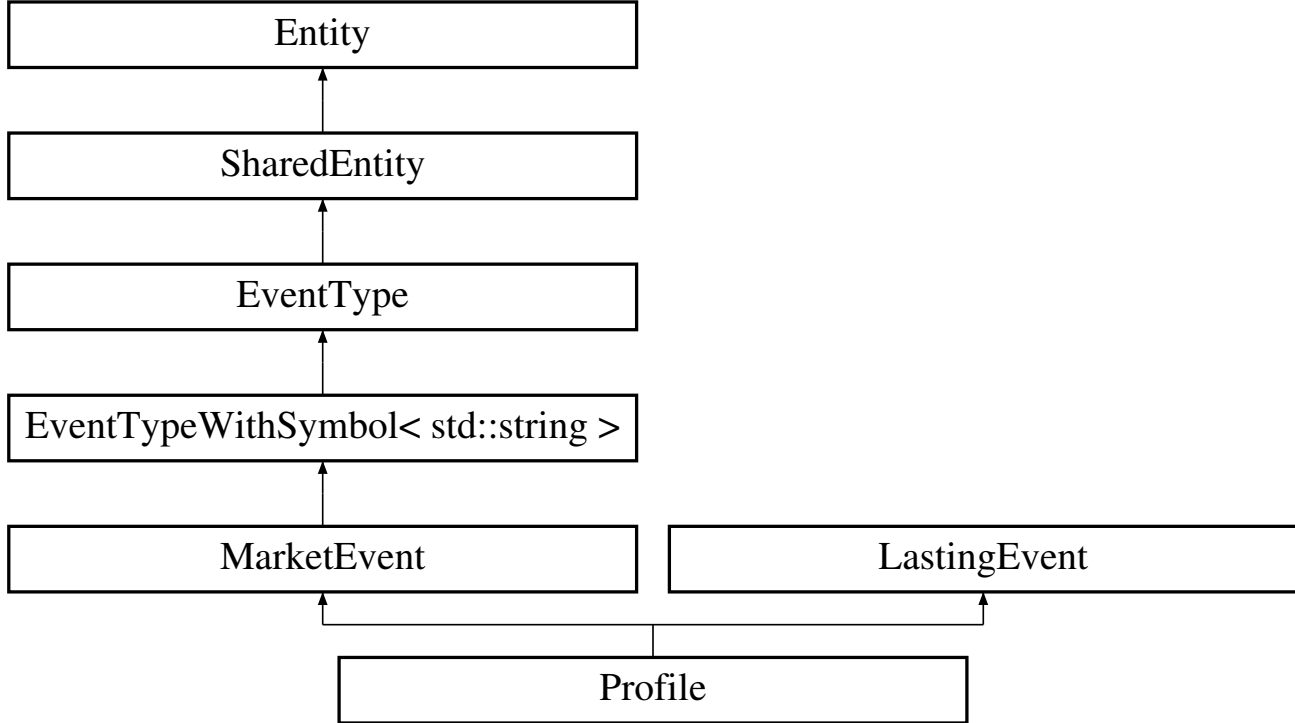 Entity
SharedEntity
EventType
EventTypeWithSymbol< std::string >
MarketEvent
LastingEvent
Profile